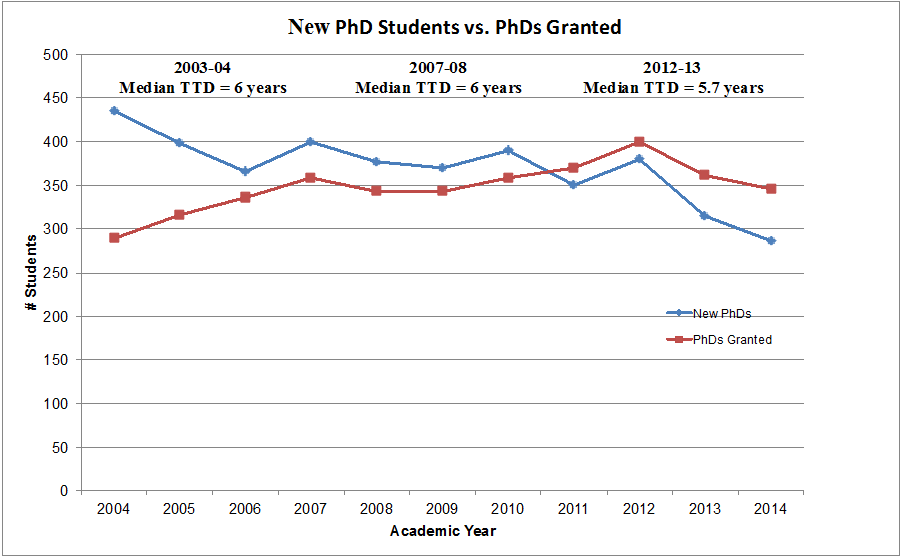 New PhD Students vs. PhDs Granted
2003-04
Median TTD = 6 years
2007-08
Median TTD = 6 years
2012-13
Median TTD = 5.7 years
500
450
400
350
300
250
200
150
100
50
0
# Students
New PhDs
PhDs Granted
2004 2005 2006 2007 2008 2009 2010 2011 2012 2013 2014
Academic Year